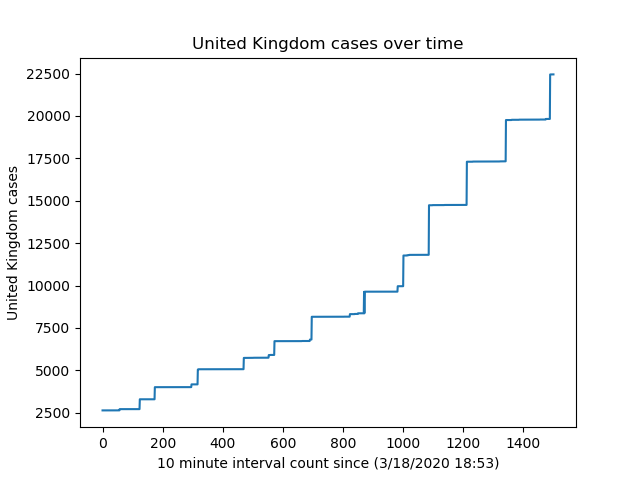 United Kingdom cases over time
United Kingdom cases
22500
20000
17500
15000
12500
10000
7500
5000
2500
0 200 400 600 800 1000 1200 1400
10 minute interval count since (3/18/2020 18:53)